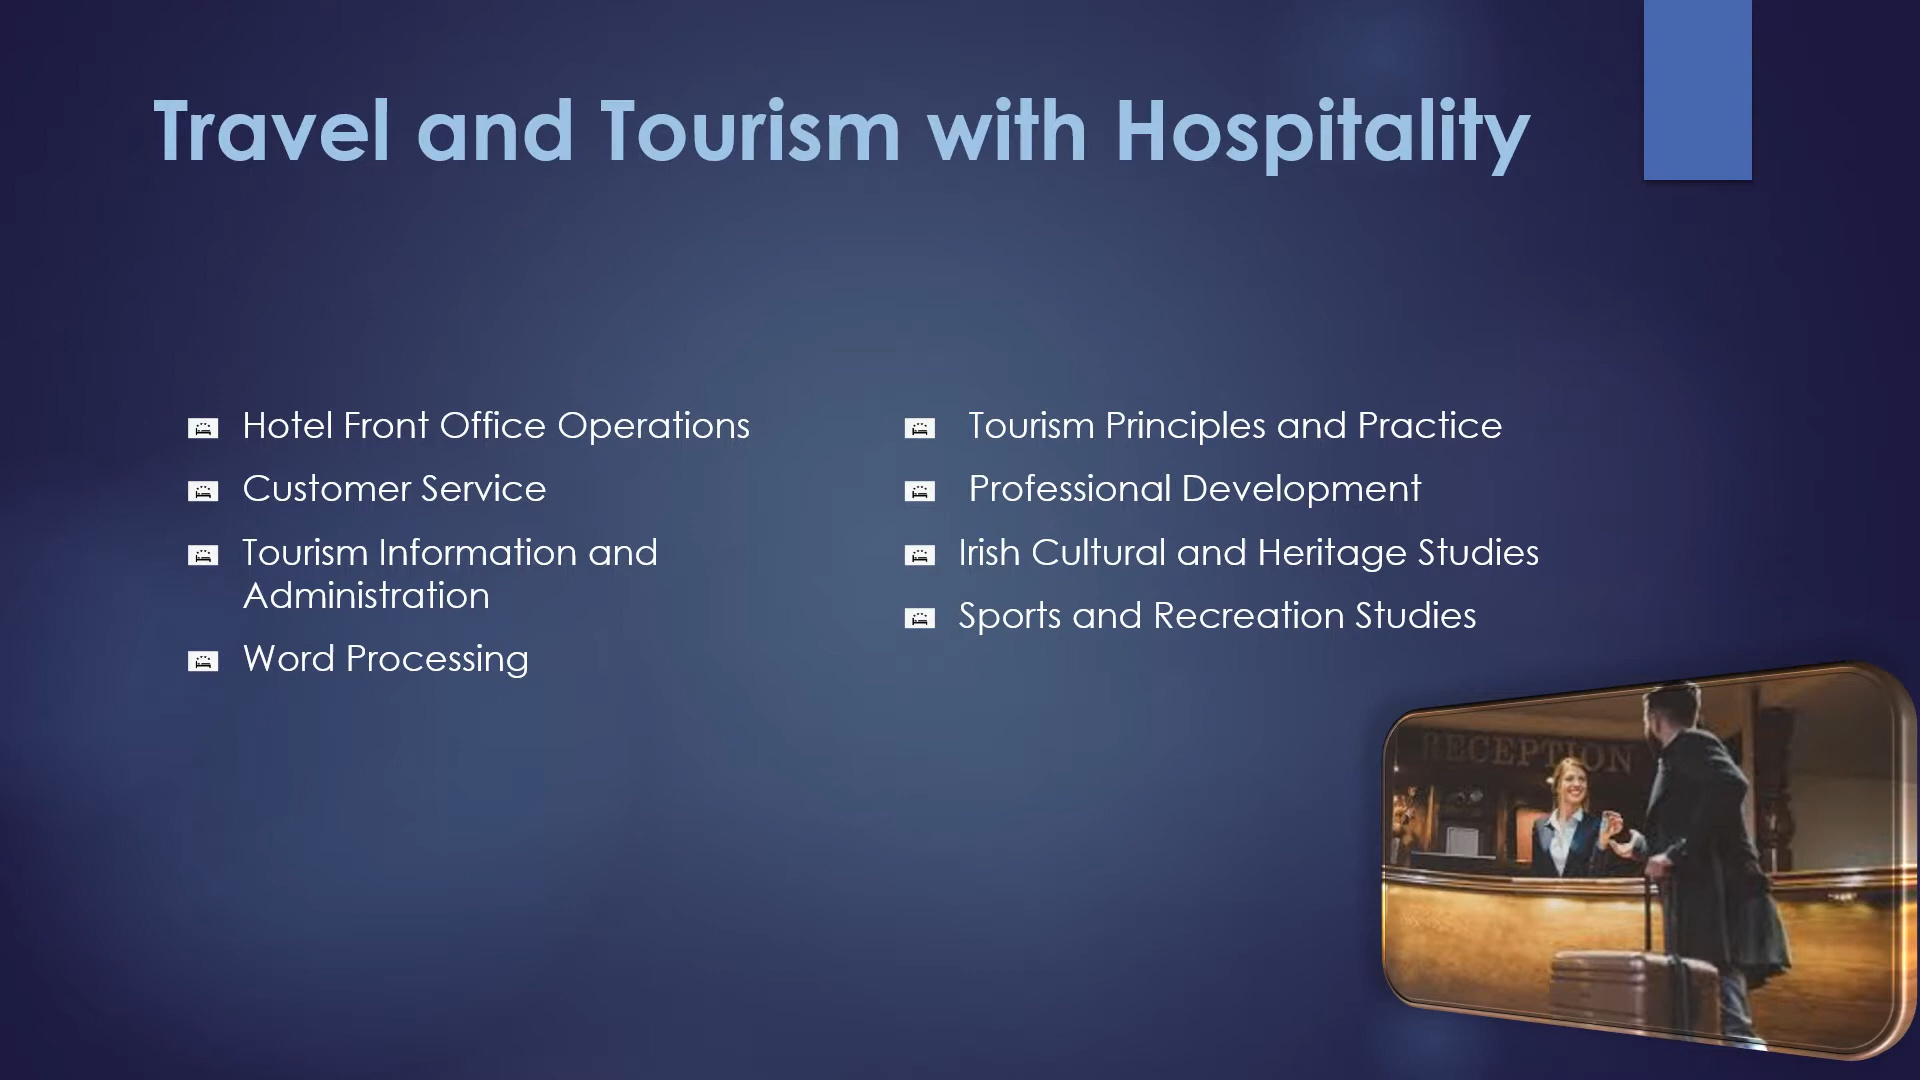 Travel and Tourism with Hospitality
Hotel Front Office Operations
Customer Service
Tourism Information and
Administration
Word Processing
Tourism Principles and Practice
Professional Development
Irish Cultural and Heritage Studies
Sports and Recreation Studies
RECEPTION